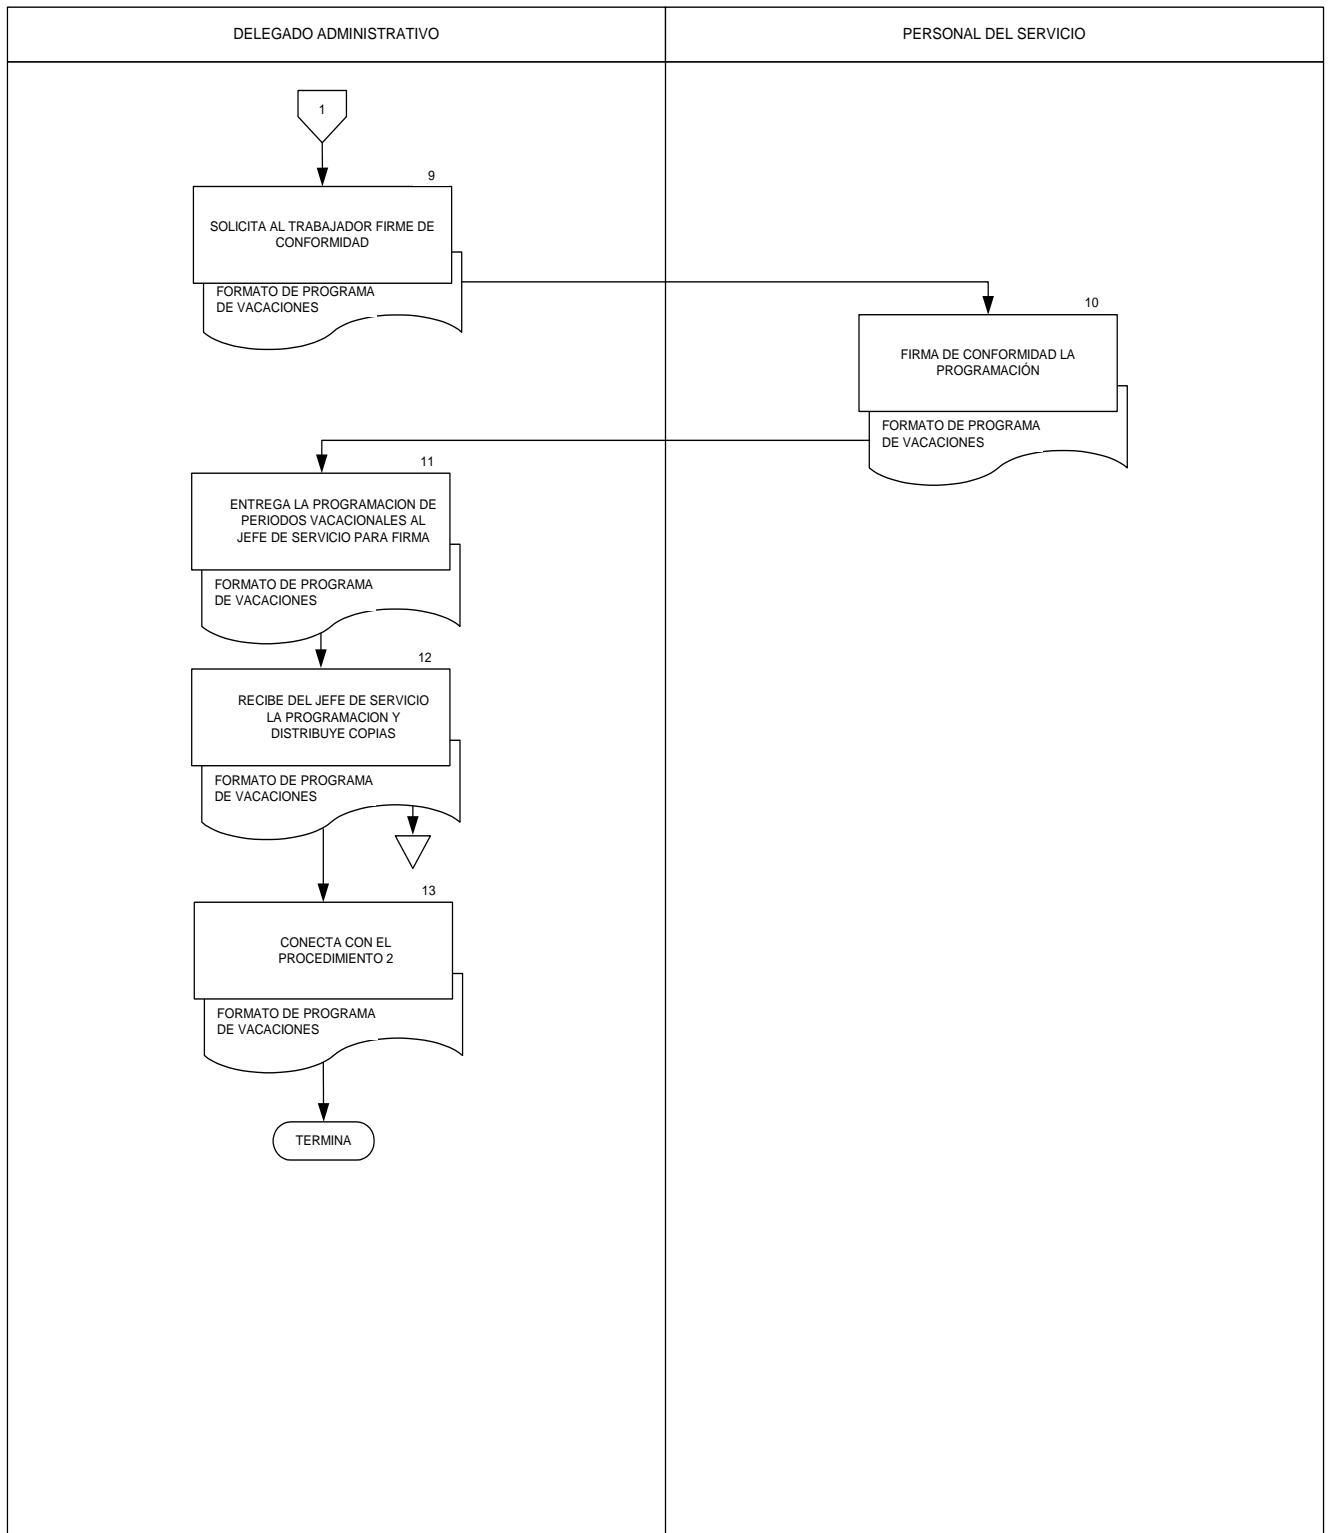 DELEGADO ADMINISTRATIVO
PERSONAL DEL SERVICIO
1
9
SOLICITA AL TRABAJADOR FIRME DE
CONFORMIDAD
FORMATO DE PROGRAMA
DE VACACIONES
10
FIRMA DE CONFORMIDAD LA
PROGRAMACIÓN
FORMATO DE PROGRAMA
DE VACACIONES
11
ENTREGA LA PROGRAMACION DE
PERIODOS VACACIONALES AL
JEFE DE SERVICIO PARA FIRMA
FORMATO DE PROGRAMA
DE VACACIONES
12
RECIBE DEL JEFE DE SERVICIO
LA PROGRAMACION Y
DISTRIBUYE COPIAS
FORMATO DE PROGRAMA
DE VACACIONES
13
CONECTA CON EL
PROCEDIMIENTO 2
FORMATO DE PROGRAMA
DE VACACIONES
TERMINA